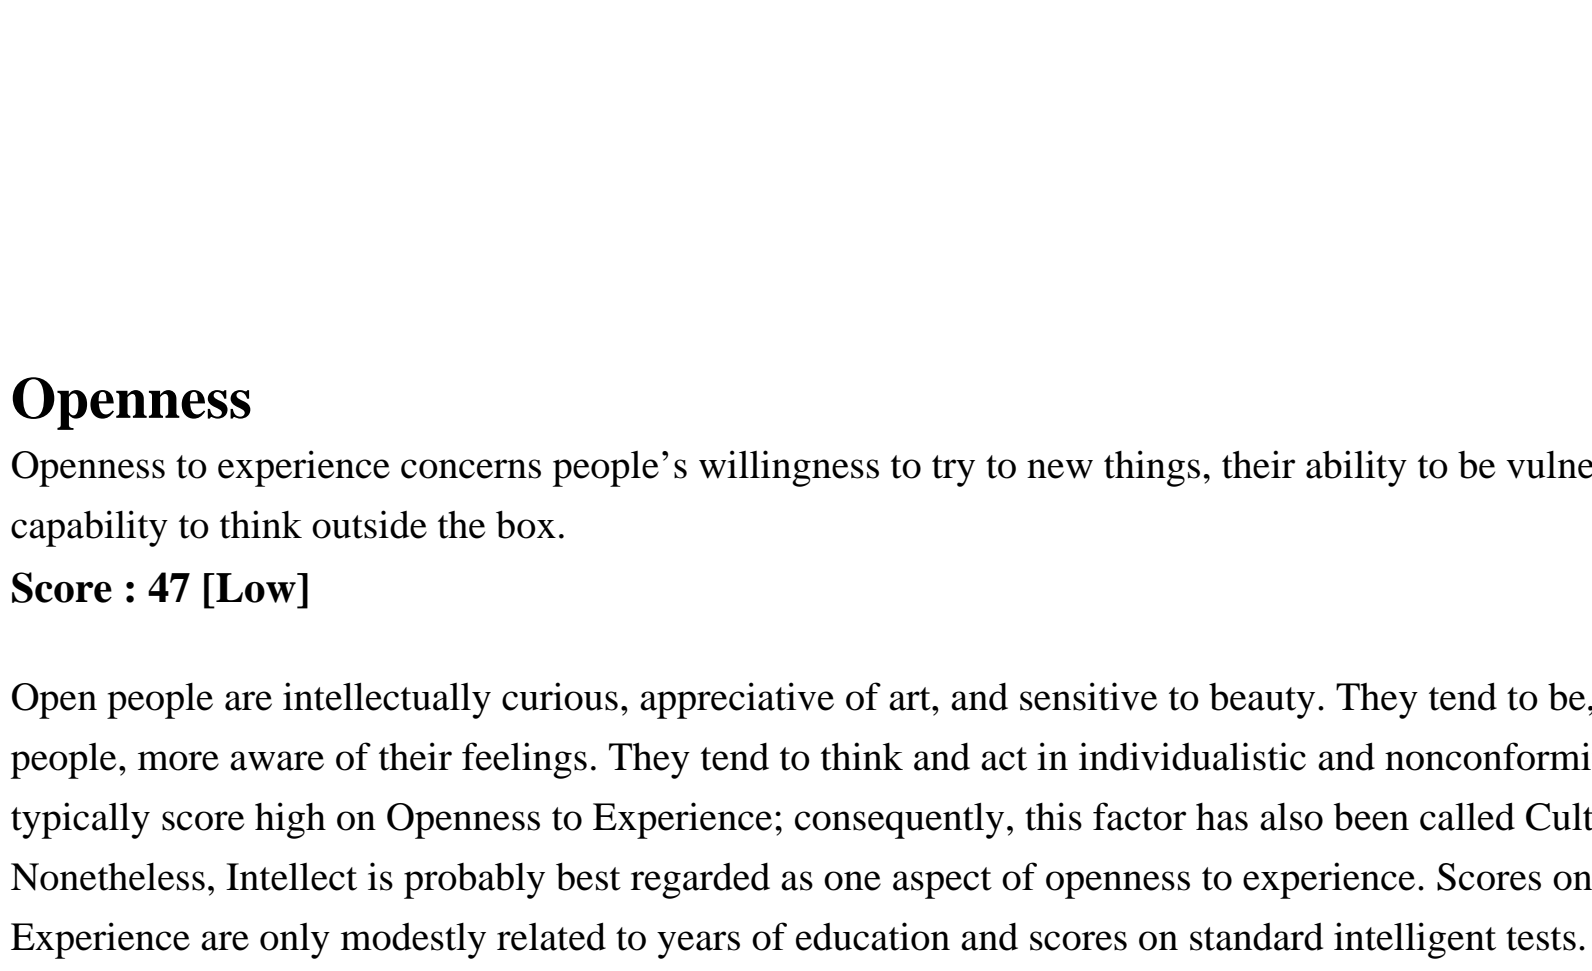 Openness
Openness to experience concerns people’s willingness to try to new things, their ability to be vulne
capability to think outside the box.
Score : 47 [Low]
Open people are intellectually curious, appreciative of art, and sensitive to beauty. They tend to be,
people, more aware of their feelings. They tend to think and act in individualistic and nonconformi
typically score high on Openness to Experience; consequently, this factor has also been called Cult
Nonetheless, Intellect is probably best regarded as one aspect of openness to experience. Scores on
Experience are only modestly related to years of education and scores on standard intelligent tests.